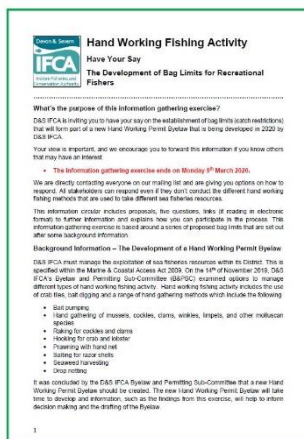 Devon & Severn
IFCA
Inshore Fisheries and
Conservation Authority
Hand Working Fishing Activity
Have Your Say
The Development of Bag Limits for Recreational
Fishers
What's the purpose of this information gathering exercise?
D&S IFCA is inviting you to have your say on the establishment of bag limits (catch restrictions)
that will form part of a new Hand Working Permit Byelaw that is being developed in 2020 by
D&S IFCA.
Your view is important, and we encourage you to forward this information if you know others
that may have an interest
• The information gathering exercise ends on Monday 9th March 2020.
We are directly contacting everyone on our mailing list and are giving you options on how to
respond. All stakeholders can respond even if they don't conduct the different hand working
fishing methods that are used to take different sea fisheries resources.
This information circular includes proposals, five questions, links (if reading in electronic
format) to further information and explains how you can participate in the process. This
information gathering exercise is based around a series of proposed bag limits that are set out
after some background information.
Background Information – The Development of a Hand Working Permit Byelaw
D&S IFCA must manage the exploitation of sea fisheries resources within its District. This is
specified within the Marine & Coastal Access Act 2009. On the 14th of November 2019, D&S
IFCA's Byelaw and Permitting Sub-Committee (B&PSC) examined options to manage
different types of hand working fishing activity. Hand working fishing activity includes the use
of crab tiles, bait digging and a range of hand gathering methods which include the following:
• Bait pumping
• Hand gathering of mussels, cockles, clams, winkles, limpets, and other molluscan
species
• Raking for cockles and clams
• Hooking for crab and lobster
• Prawning with hand net
• Baiting for razor shells
• Seaweed harvesting
• Drop netting
It was concluded by the D&S IFCA Byelaw and Permitting Sub-Committee that a new Hand
Working Permit Byelaw should be created. The new Hand Working Permit Byelaw will take
time to develop and information, such as the findings from this exercise, will help to inform
decision making and the drafting of the Byelaw.
1